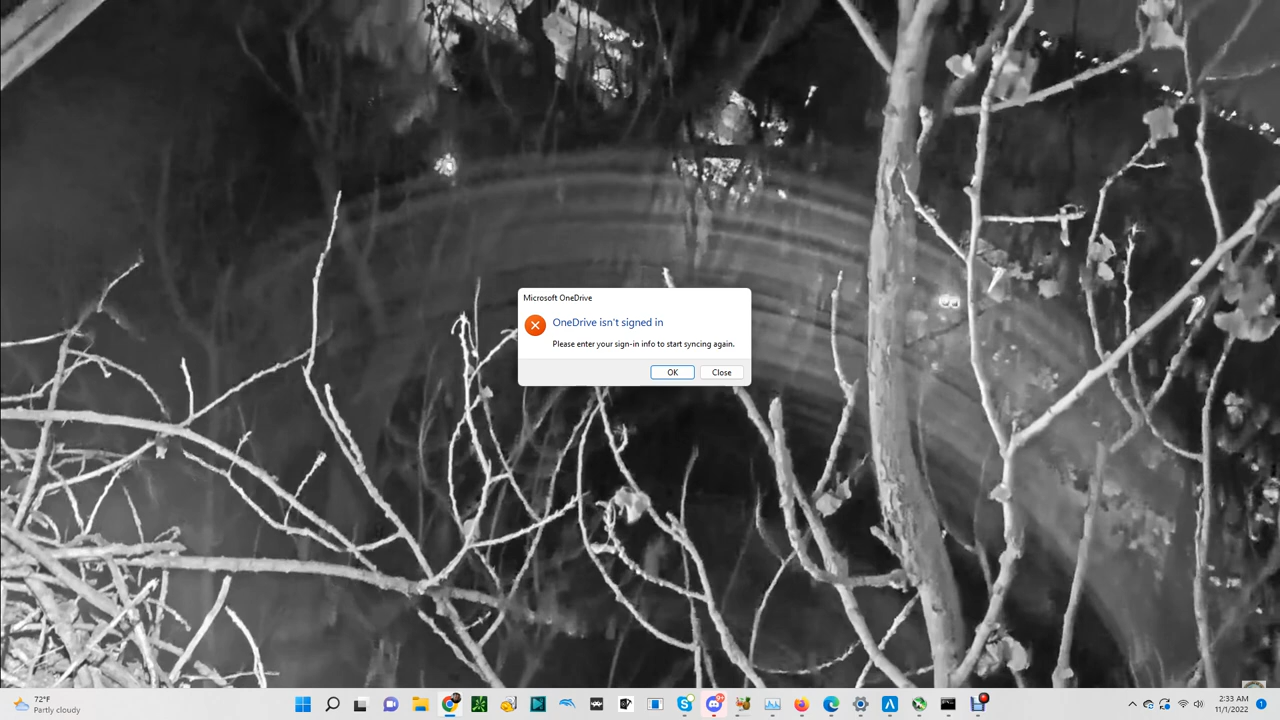 Microsoft OneDrive
OneDrive isn't signed in
Please enter your sign-in info to start syncing again.
OK
Close
72°F
Partly cloudy
9+
2:33 AM
11/1/2022
1